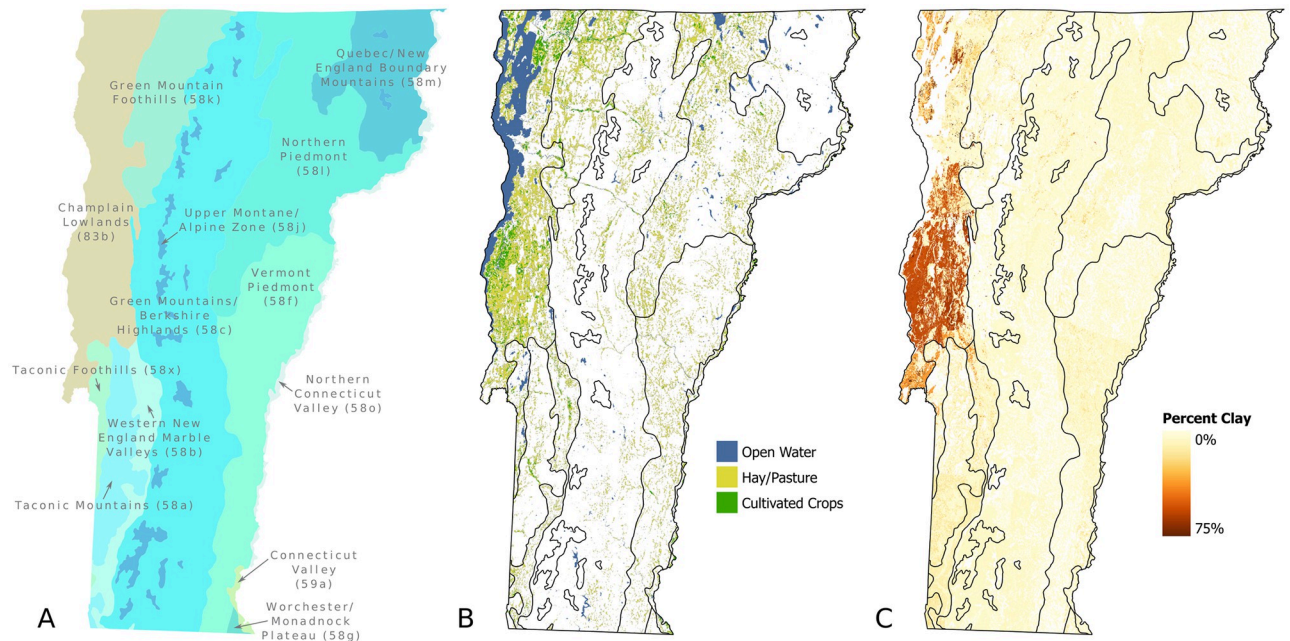 Quebec/New
England Boundary
Mountains (58m)
Green Mountain
Foothills (58k)
Northern
Piedmont
(58l)
Champlain
Lowlands
(83b)
Upper Montane/
Alpine Zone (58j)
Vermont
Piedmont
(58f)
Green Mountains/
Berkshire
Highlands (58c)
Taconic Foothills (58x)
Northern
Connecticut
Valley (58o)
Western New
England Marble
Valleys (58b)
Taconic Mountains (58a)
Connecticut
Valley
(59a)
Worchester/
Monadnock
Plateau (58g)
A
Open Water
Hay/Pasture
Cultivated Crops
B
Percent Clay
0%
75%
C